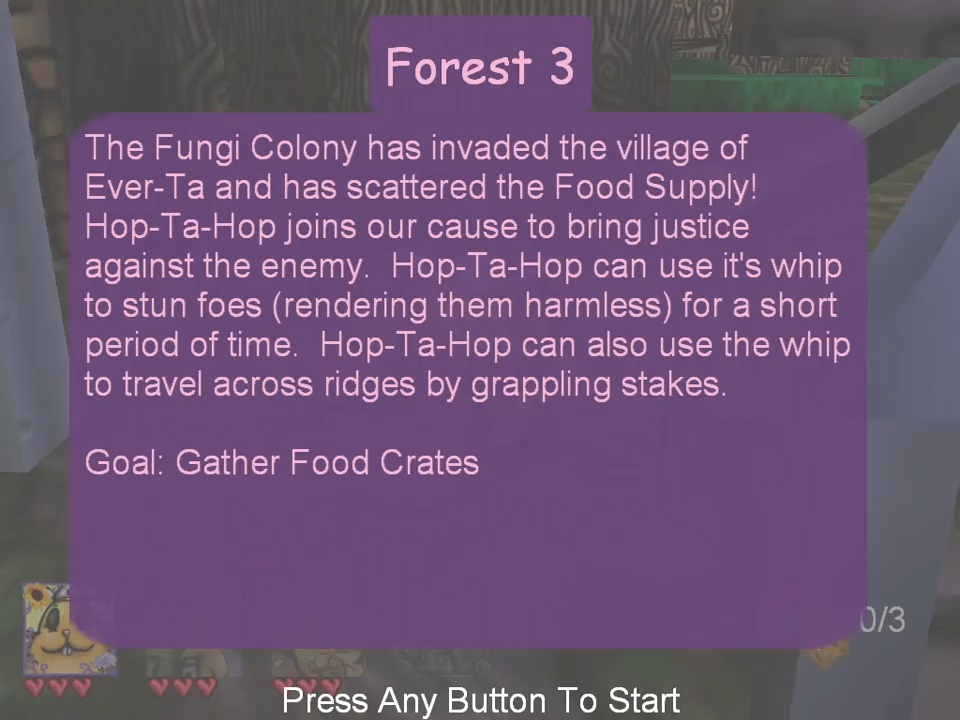 Forest 3
The Fungi Colony has invaded the village of
Ever-Ta and has scattered the Food Supply!
Hop-Ta-Hop joins our cause to bring justice
against the enemy.  Hop-Ta-Hop can use it's whip
to stun foes (rendering them harmless) for a short
period of time.  Hop-Ta-Hop can also use the whip
to travel across ridges by grappling stakes.
Goal: Gather Food Crates
0/3
Press Any Button To Start